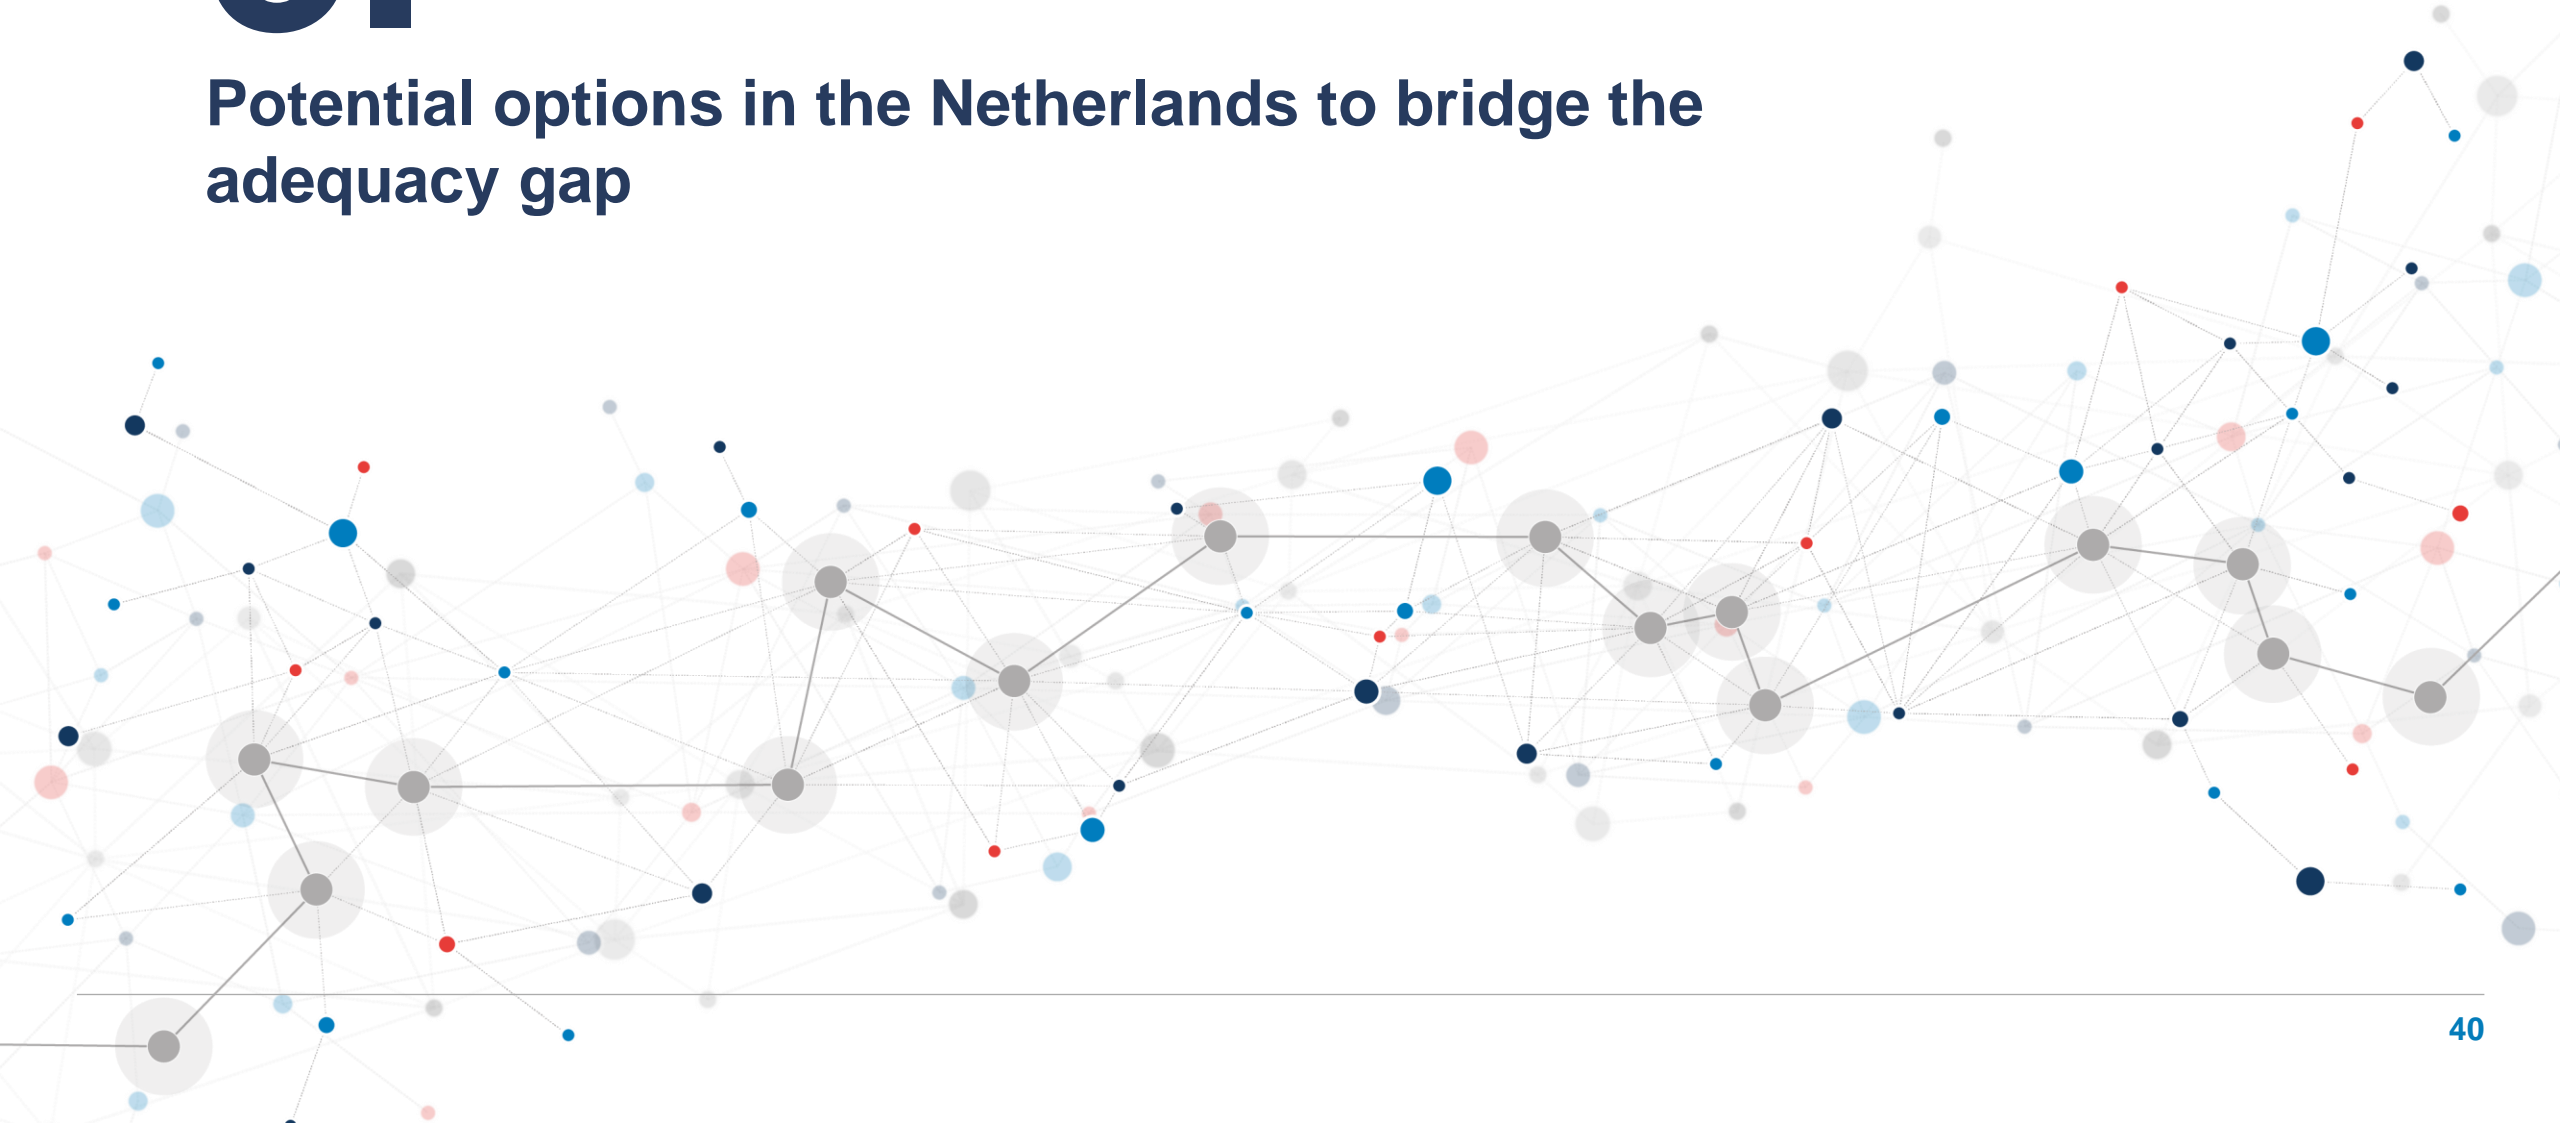 Potential options in the Netherlands to bridge the
adequacy gap
40